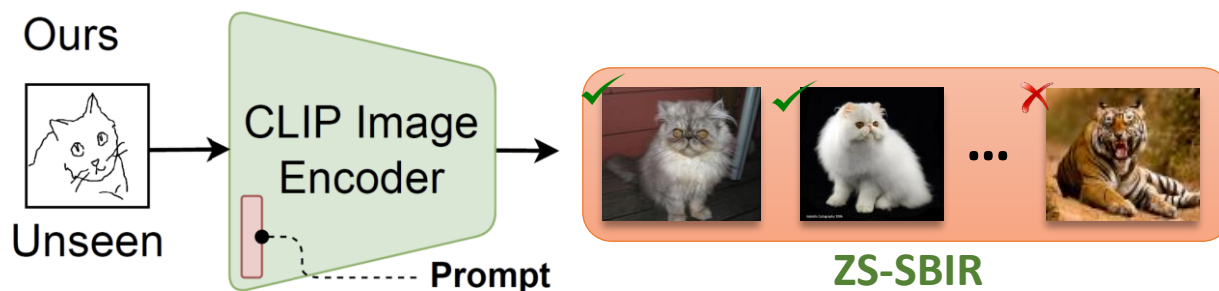 Ours
Unseen
CLIP Image
Encoder
Prompt
...
ZS-SBIR